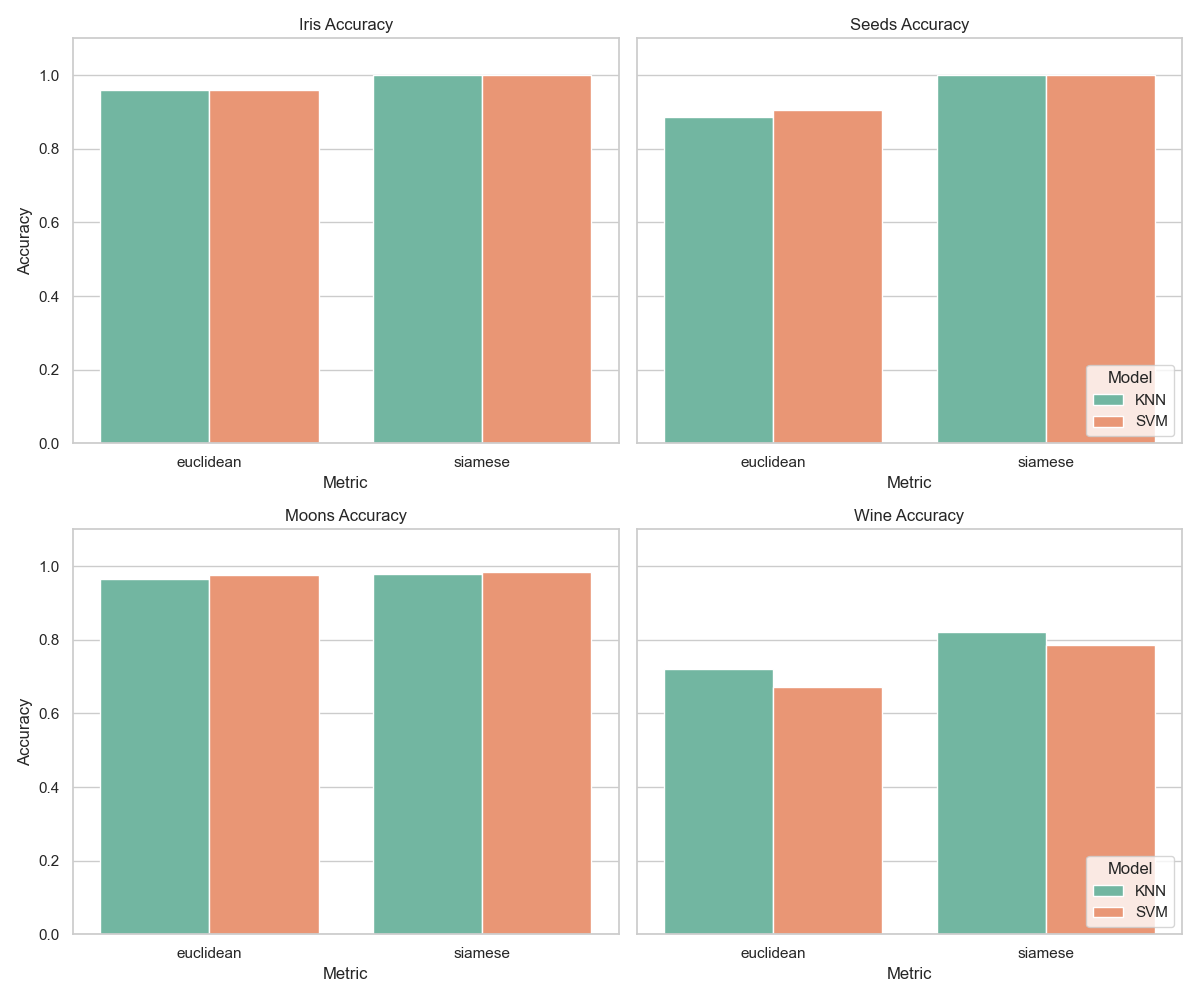 Iris Accuracy
Accuracy
1.0
0.8
0.6
0.4
0.2
0.0
euclidean siamese
Metric
Seeds Accuracy
Model
KNN
SVM
euclidean siamese
Metric
Moons Accuracy
Accuracy
1.0
0.8
0.6
0.4
0.2
0.0
euclidean siamese
Metric
Wine Accuracy
Model
KNN
SVM
euclidean siamese
Metric